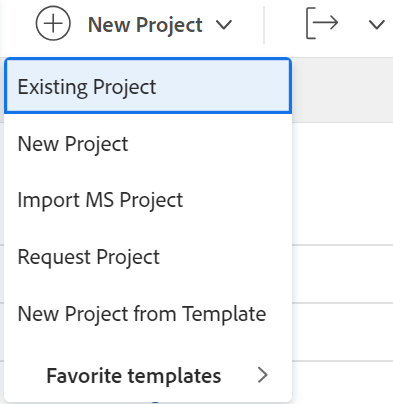 New Project
Existing Project
New Project
Import MS Project
Request Project
New Project from Template
Favorite templates